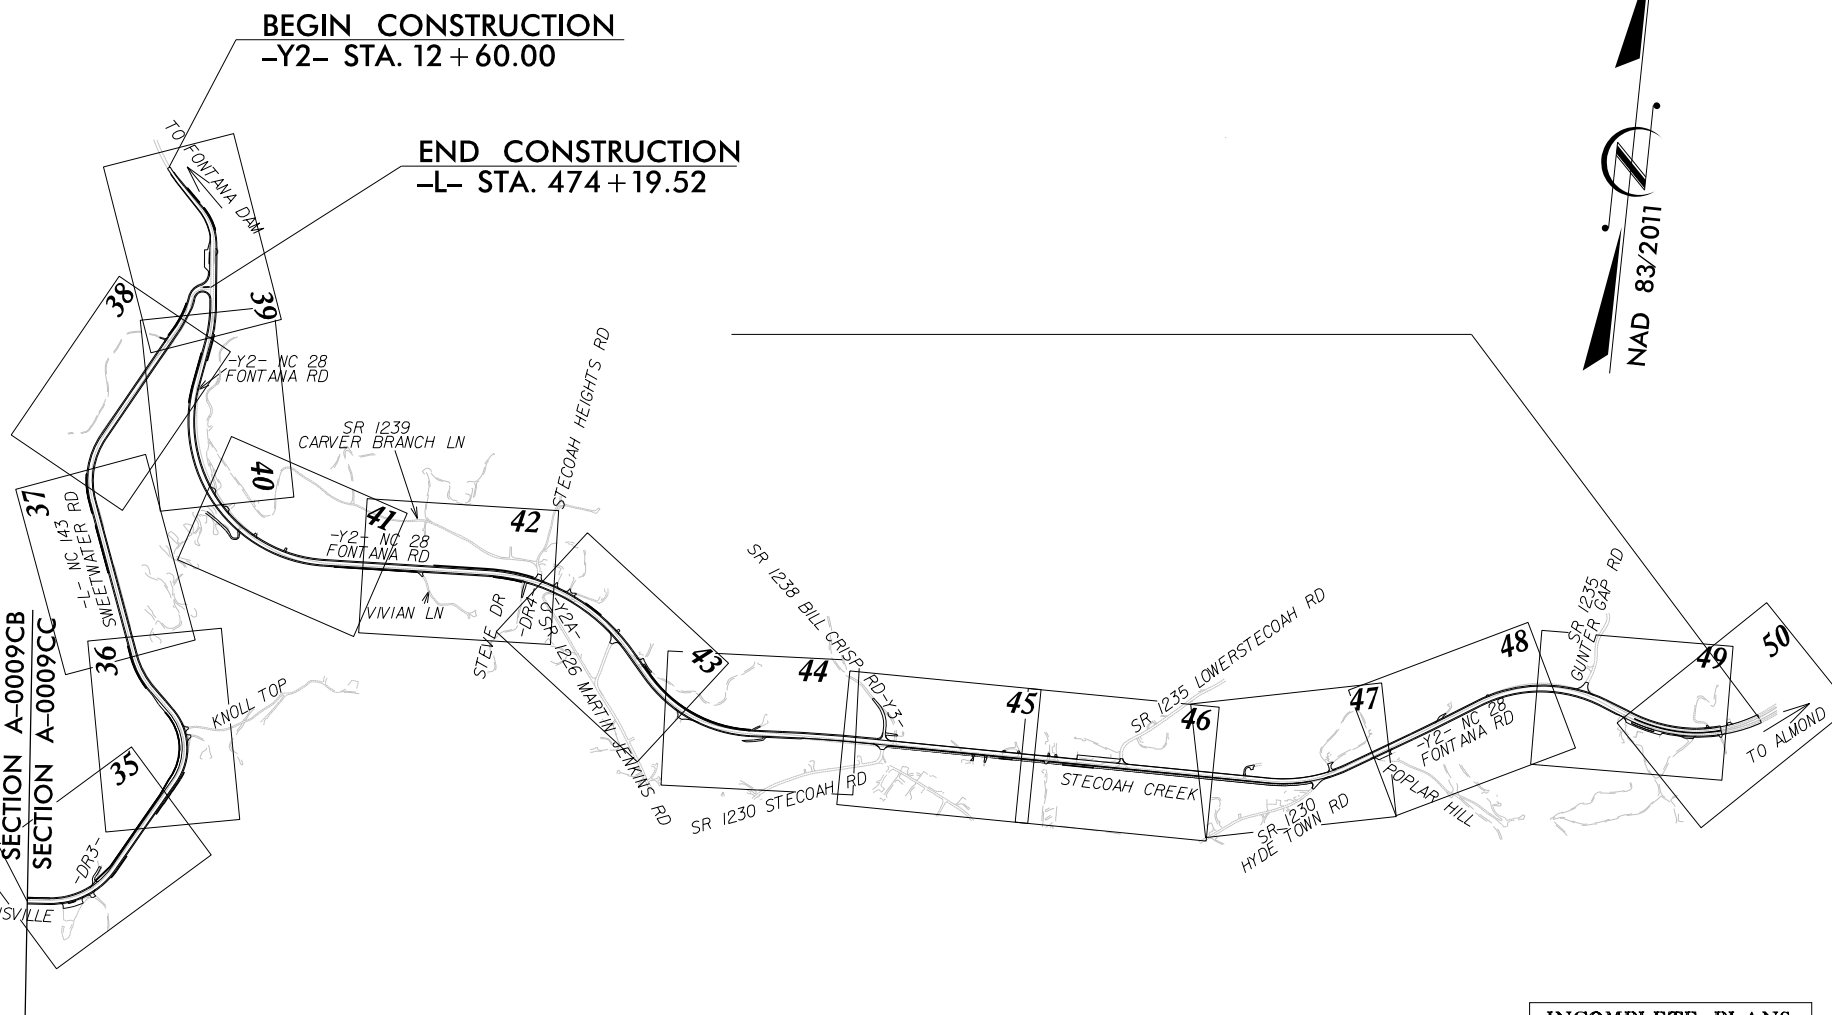 BEGIN CONSTRUCTION
-Y2- STA. 12+60.00
END CONSTRUCTION
-L- STA. 474+19.52
NAD 83/2011
TO FONTANA DAM
38
39
-Y2- NC 28
FONTANA RD
SR 1239
CARVER BRANCH LN
STECOAH HEIGHTS RD
37
40
41
42
-L- NC 143
SWEETWATER RD
-Y2- NC 28
FONTANA RD
VIVIAN LN
STEVE DR
-DR4-
-Y2A-
SR 1226 MARTIN JENKINS RD
SECTION A-0009CB
SECTION A-0009CC
36
35
KNOLL TOP
-DR3-
43
44
SR 1238 BILL CRISP RD
-Y3-
45
SR 1230 STECOAH RD
STECOAH CREEK
SR 1235 LOWERSTECOAH RD
46
47
SR 1230
HYDE TOWN RD
POPLAR HILL
-Y2- NC 28
FONTANA RD
48
SR 1235
GUNTER GAP RD
49
50
TO ALMOND
INCOMPLETE PLANS